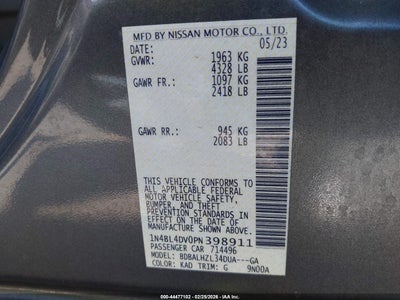 MFD BY NISSAN MOTOR CO., LTD.
DATE: 05/23
GVWR: 1963 KG
4328 LB
GAWR FR.: 1097 KG
2418 LB
GAWR RR.: 945 KG
2083 LB
THIS VEHICLE CONFORMS TO
ALL APPLICABLE FEDERAL
MOTOR VEHICLE SAFETY,
BUMPER, AND THEFT
PREVENTION STANDARDS IN
EFFECT ON THE DATE OF
MANUFACTURE SHOWN ABOVE.
1N4BL4DV0PN398911
PASSENGER CAR 714496
MODEL: BDBALHZL34DUA---GA
COLOR: KAD TRIM: G 9N00A
ID: 000-44477102 - 02/25/2026 - IAAI